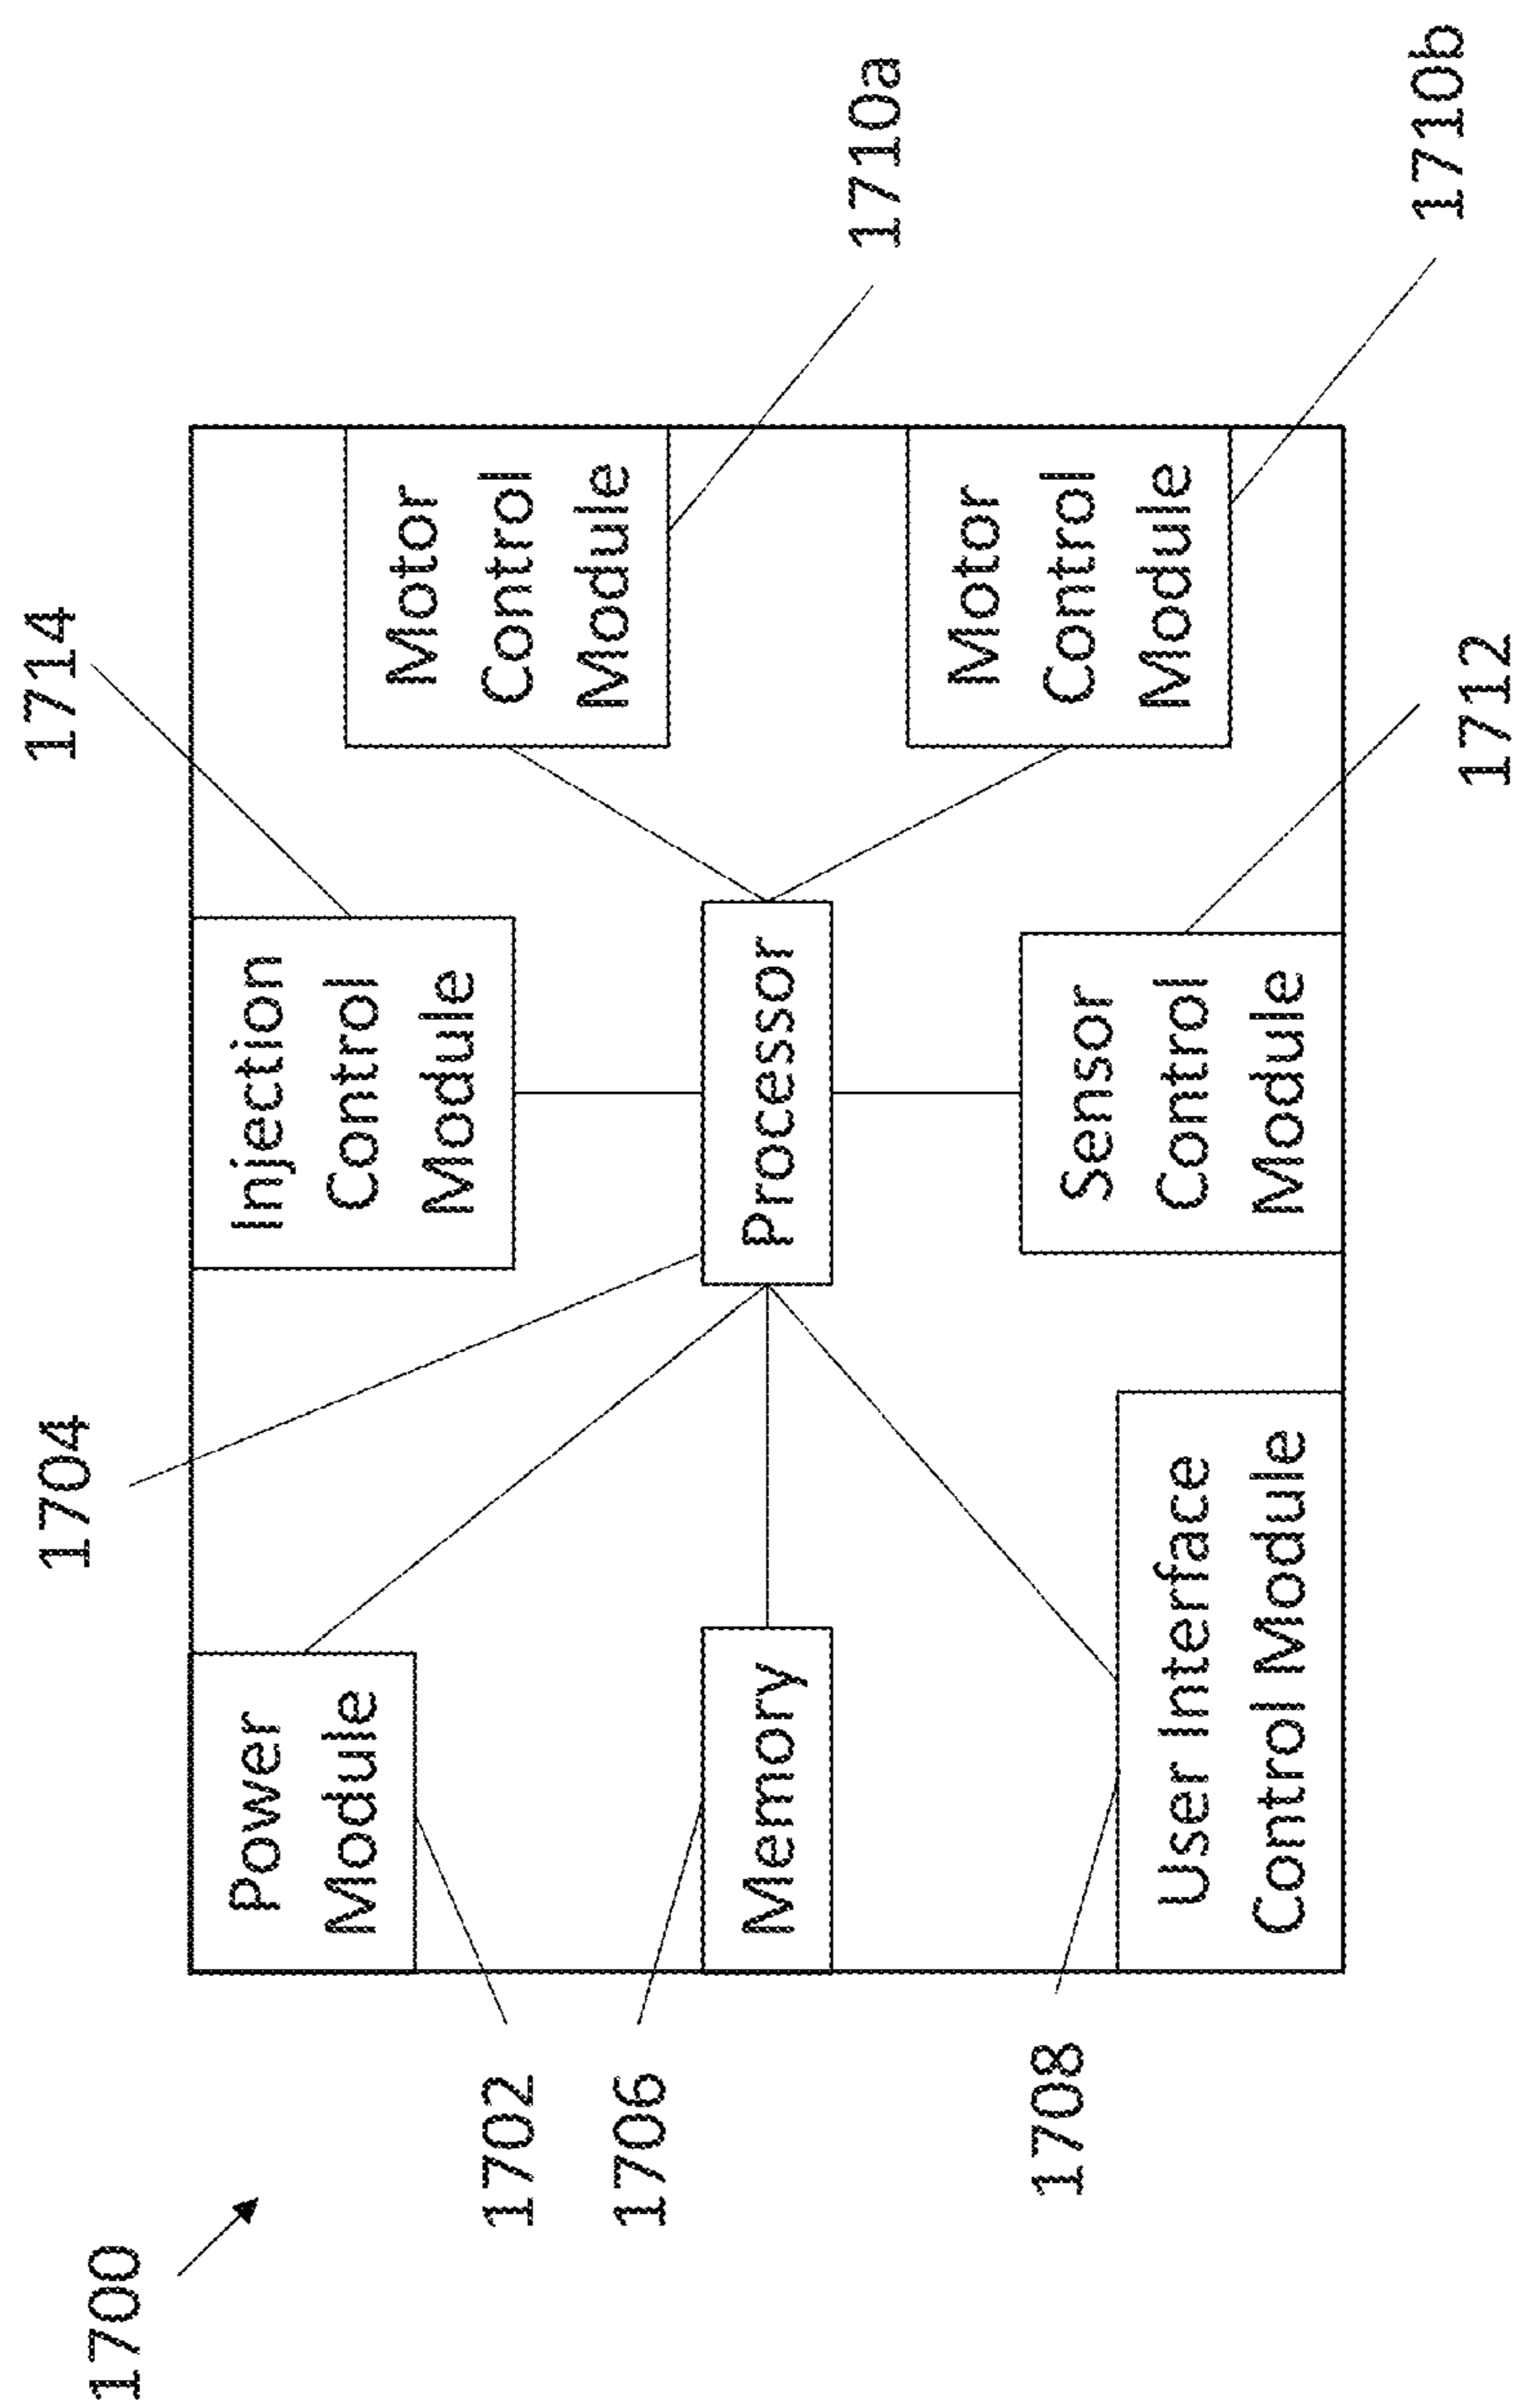 1700
1704
1714
Power
Module
Injection
Control
Module
Motor
Control
Module
1710a
1702
1706
Memory
Processor
1708
User Interface
Control Module
Sensor
Control
Module
Motor
Control
Module
1710b
1712